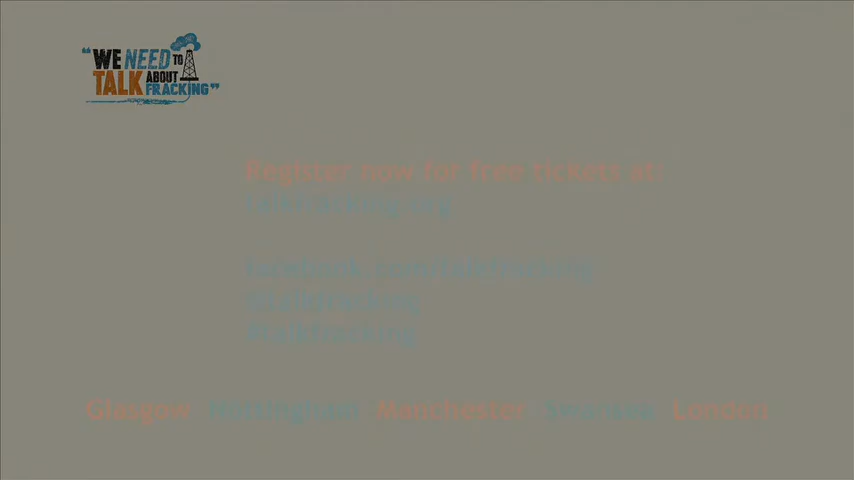 "WE NEED TO
TALK ABOUT
FRACKING"
Register now for free tickets at:
talkfracking.org
facebook.com/talkfracking
@talkfracking
#talkfracking
Glasgow Nottingham Manchester Swansea London